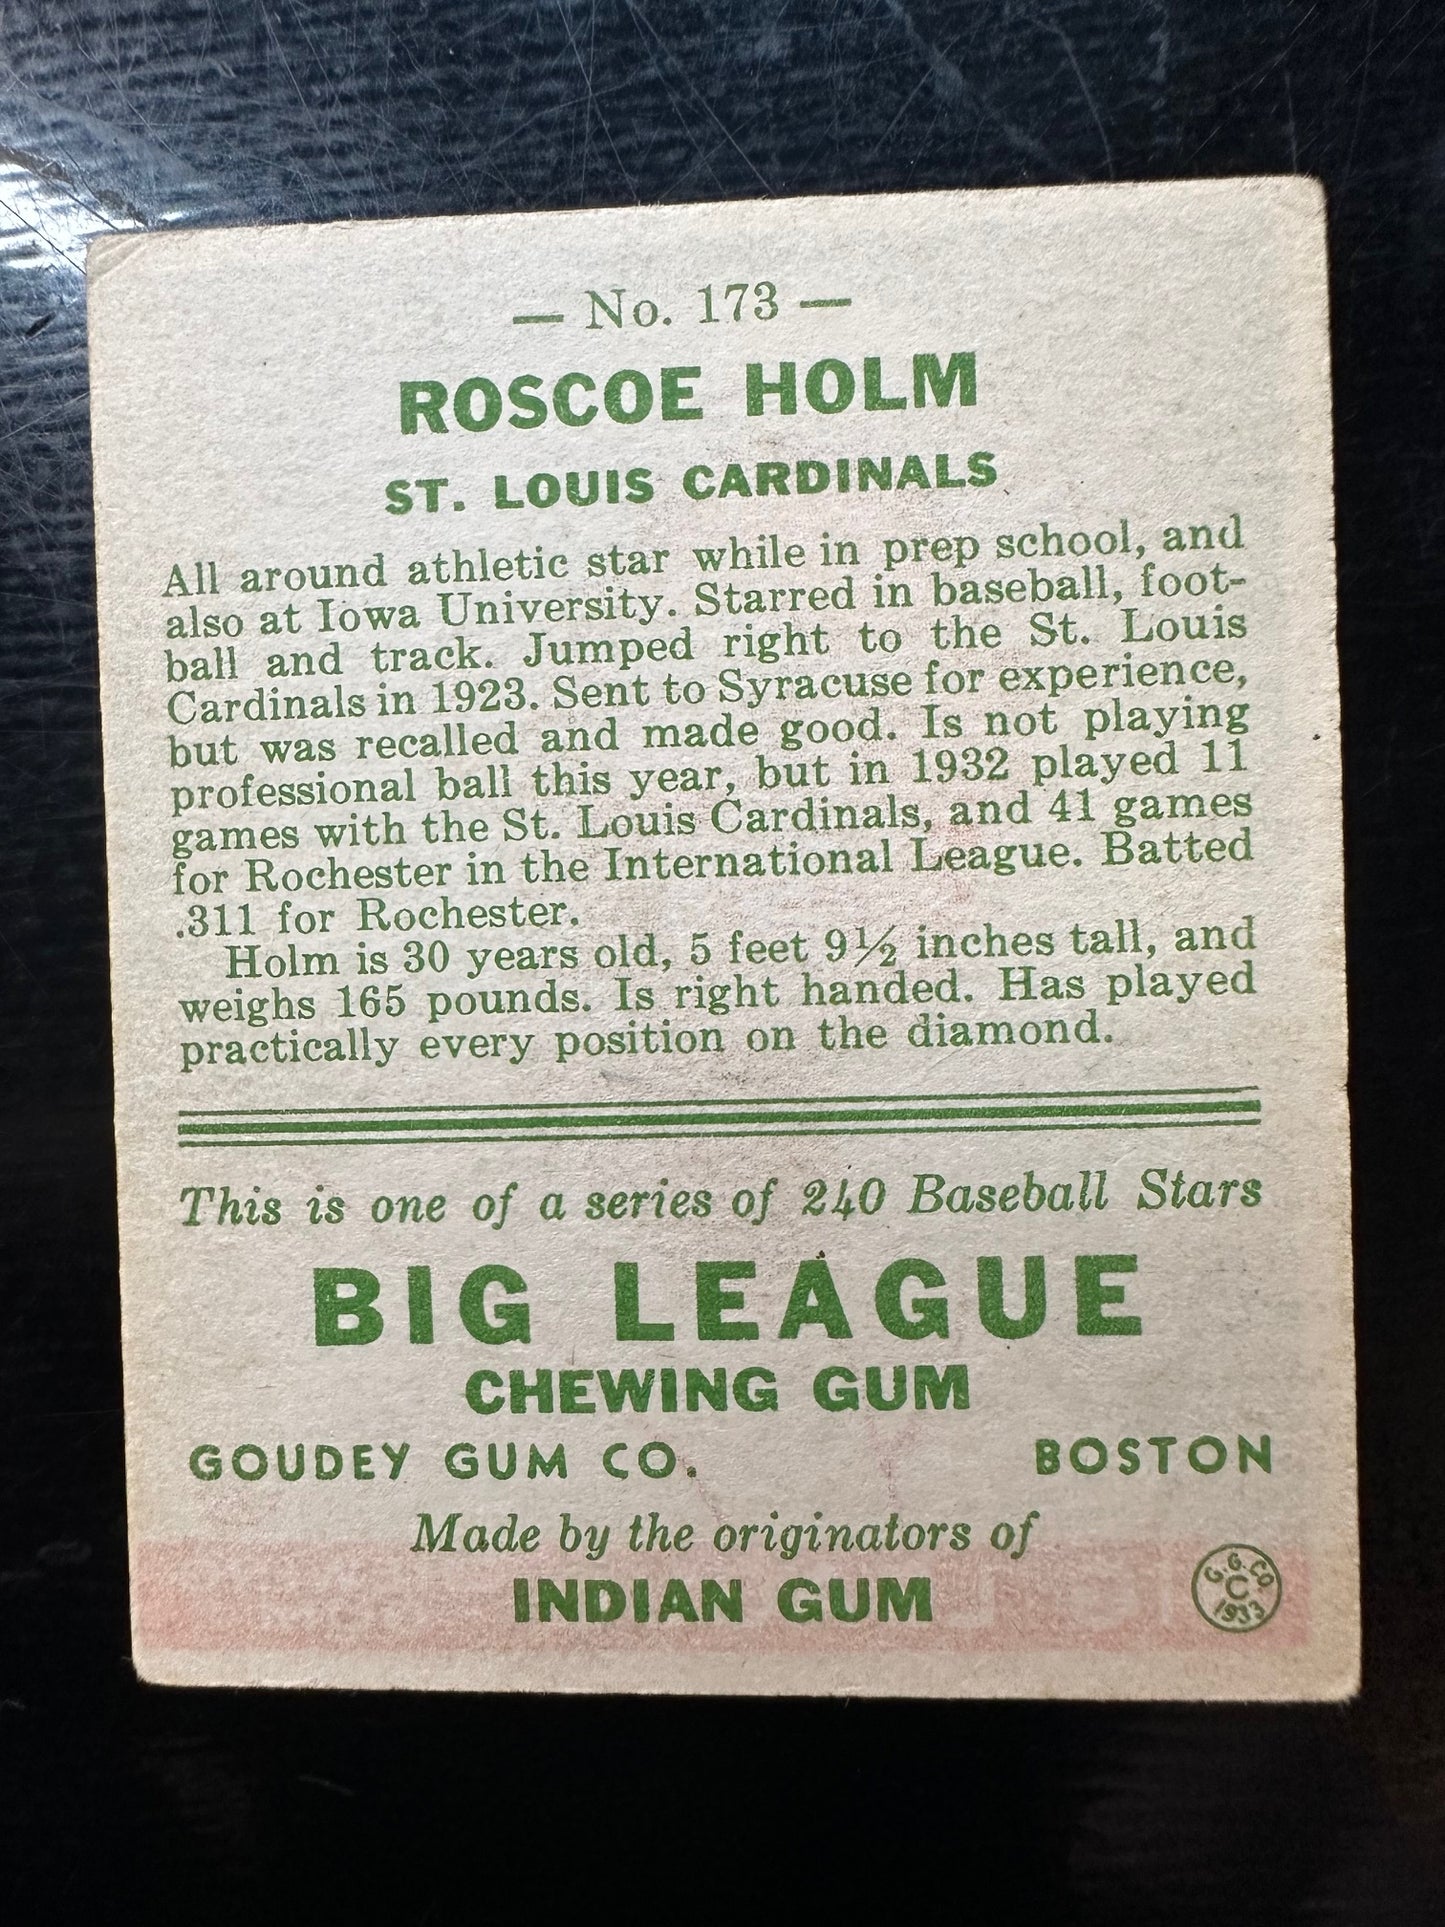 — No. 173 —
ROSCOE HOLM
ST. LOUIS CARDINALS
All around athletic star while in prep school, and
also at Iowa University. Starred in baseball, foot-
ball and track. Jumped right to the St. Louis
Cardinals in 1923. Sent to Syracuse for experience,
but was recalled and made good. Is not playing
professional ball this year, but in 1932 played 11
games with the St. Louis Cardinals, and 41 games
for Rochester in the International League. Batted
.311 for Rochester.
Holm is 30 years old, 5 feet 9½ inches tall, and
weighs 165 pounds. Is right handed. Has played
practically every position on the diamond.
This is one of a series of 240 Baseball Stars
BIG LEAGUE
CHEWING GUM
GOUDEY GUM CO. BOSTON
Made by the originators of
INDIAN GUM
G.G.CO
C
1933